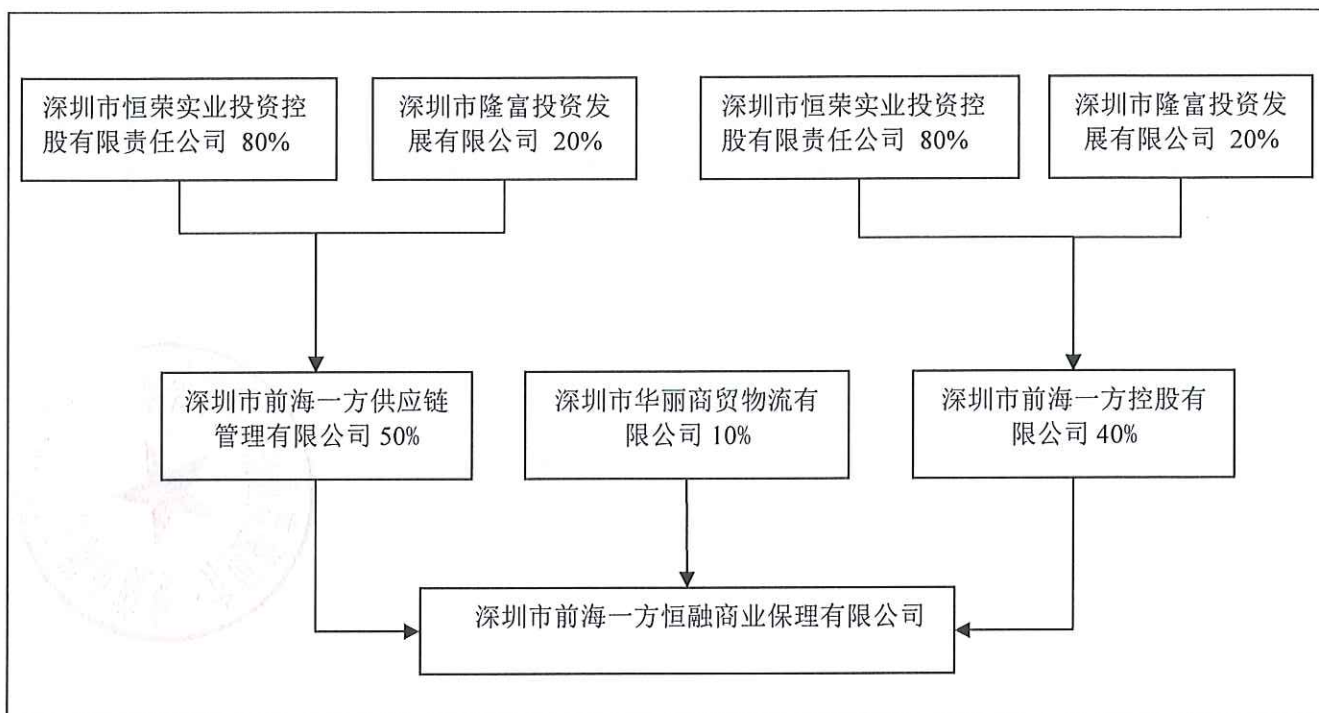 深圳市恒荣实业投资控
股有限责任公司 80%
深圳市隆富投资发
展有限公司 20%
深圳市恒荣实业投资控
股有限责任公司 80%
深圳市隆富投资发
展有限公司 20%
深圳市前海一方供应链
管理有限公司 50%
深圳市华丽商贸物流有
限公司 10%
深圳市前海一方控股有
限公司 40%
深圳市前海一方恒融商业保理有限公司